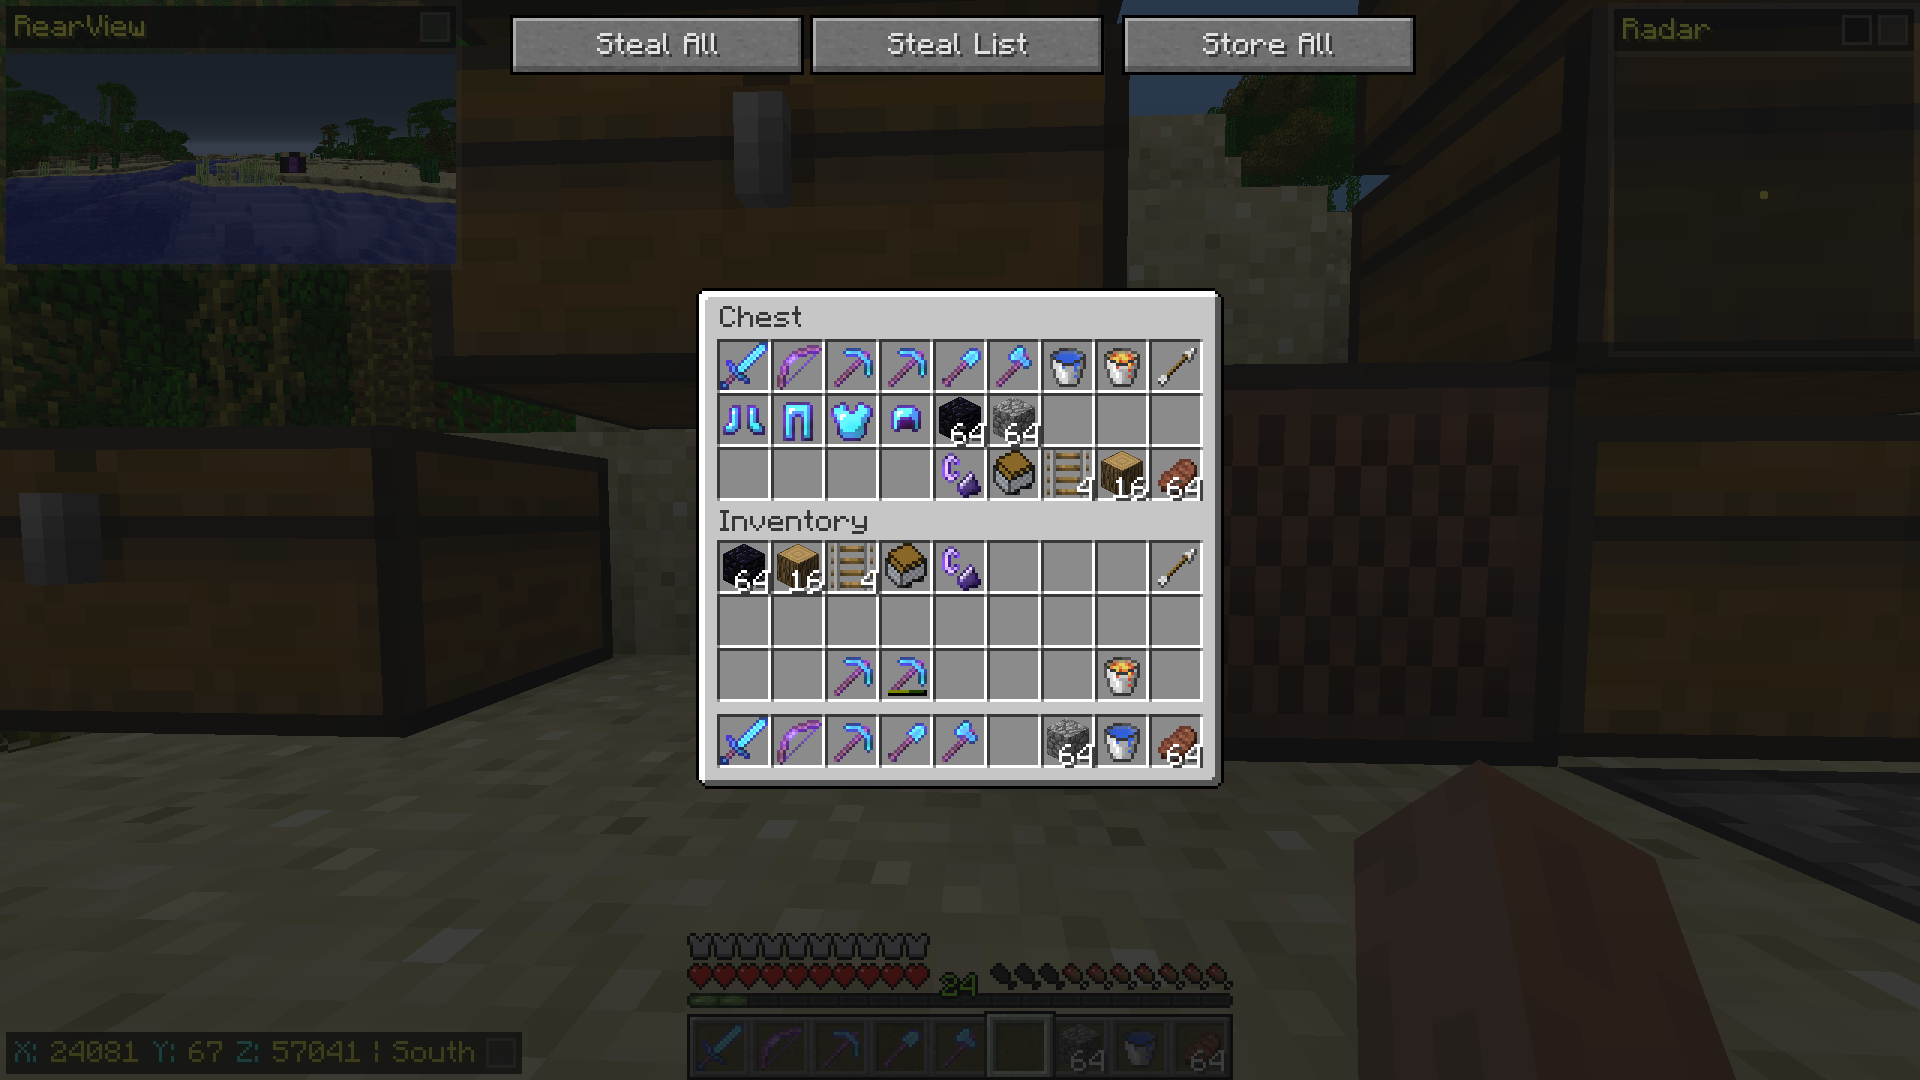 RearView
Steal All
Steal List
Store All
Radar
Chest
64 64
4 16 64
Inventory
64 16 4
64 64
24
64 64
X: 24081 Y: 67 Z: 57041 | South